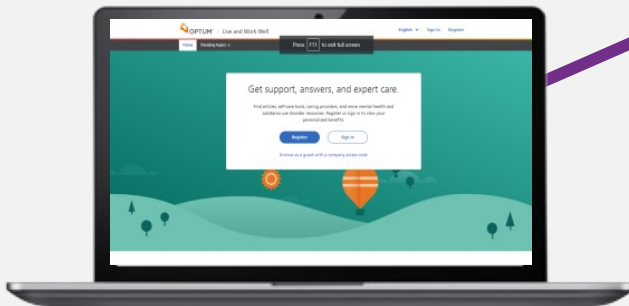 OPTUM® Live and Work Well
English Sign in Register
Home Trending topics
Press F11 to exit full screen
Get support, answers, and expert care.
Find articles, self-care tools, caring providers, and more mental health and
substance use disorder resources. Register or sign in to view your
personalized benefits.
Register Sign in
Browse as a guest with a company access code